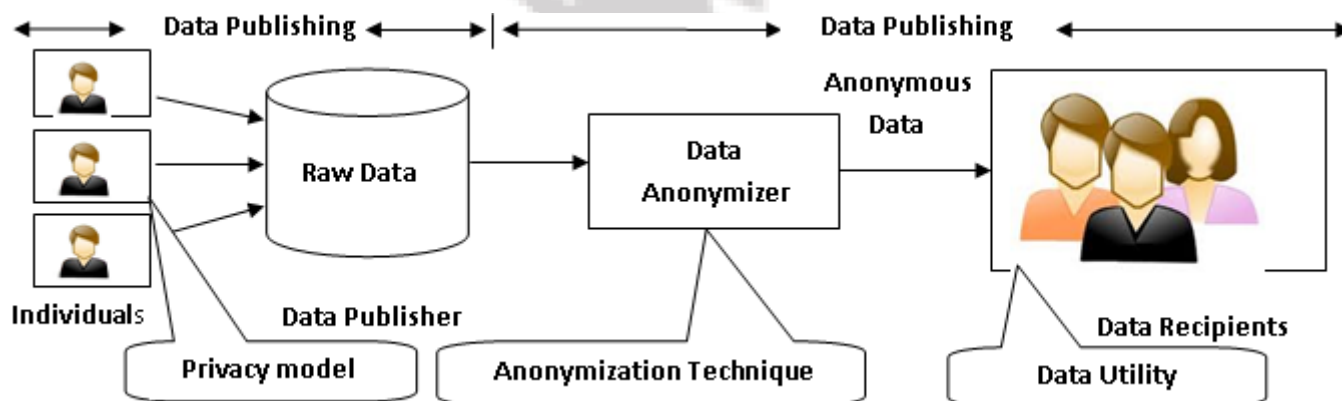 Data Publishing
Data Publishing
Anonymous
Data
Raw Data
Data
Anonymizer
Individuals
Data Publisher
Data Recipients
Privacy model
Anonymization Technique
Data Utility